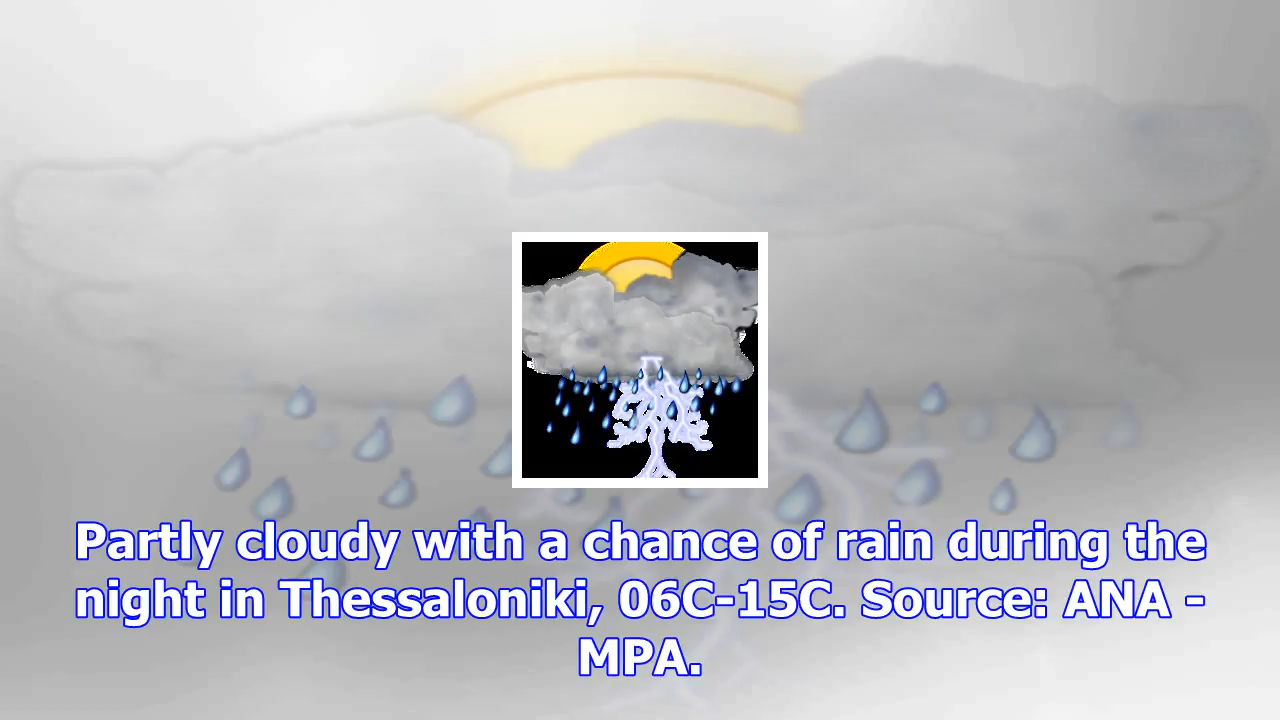 Partly cloudy with a chance of rain during the
night in Thessaloniki, 06C-15C. Source: ANA -
MPA.